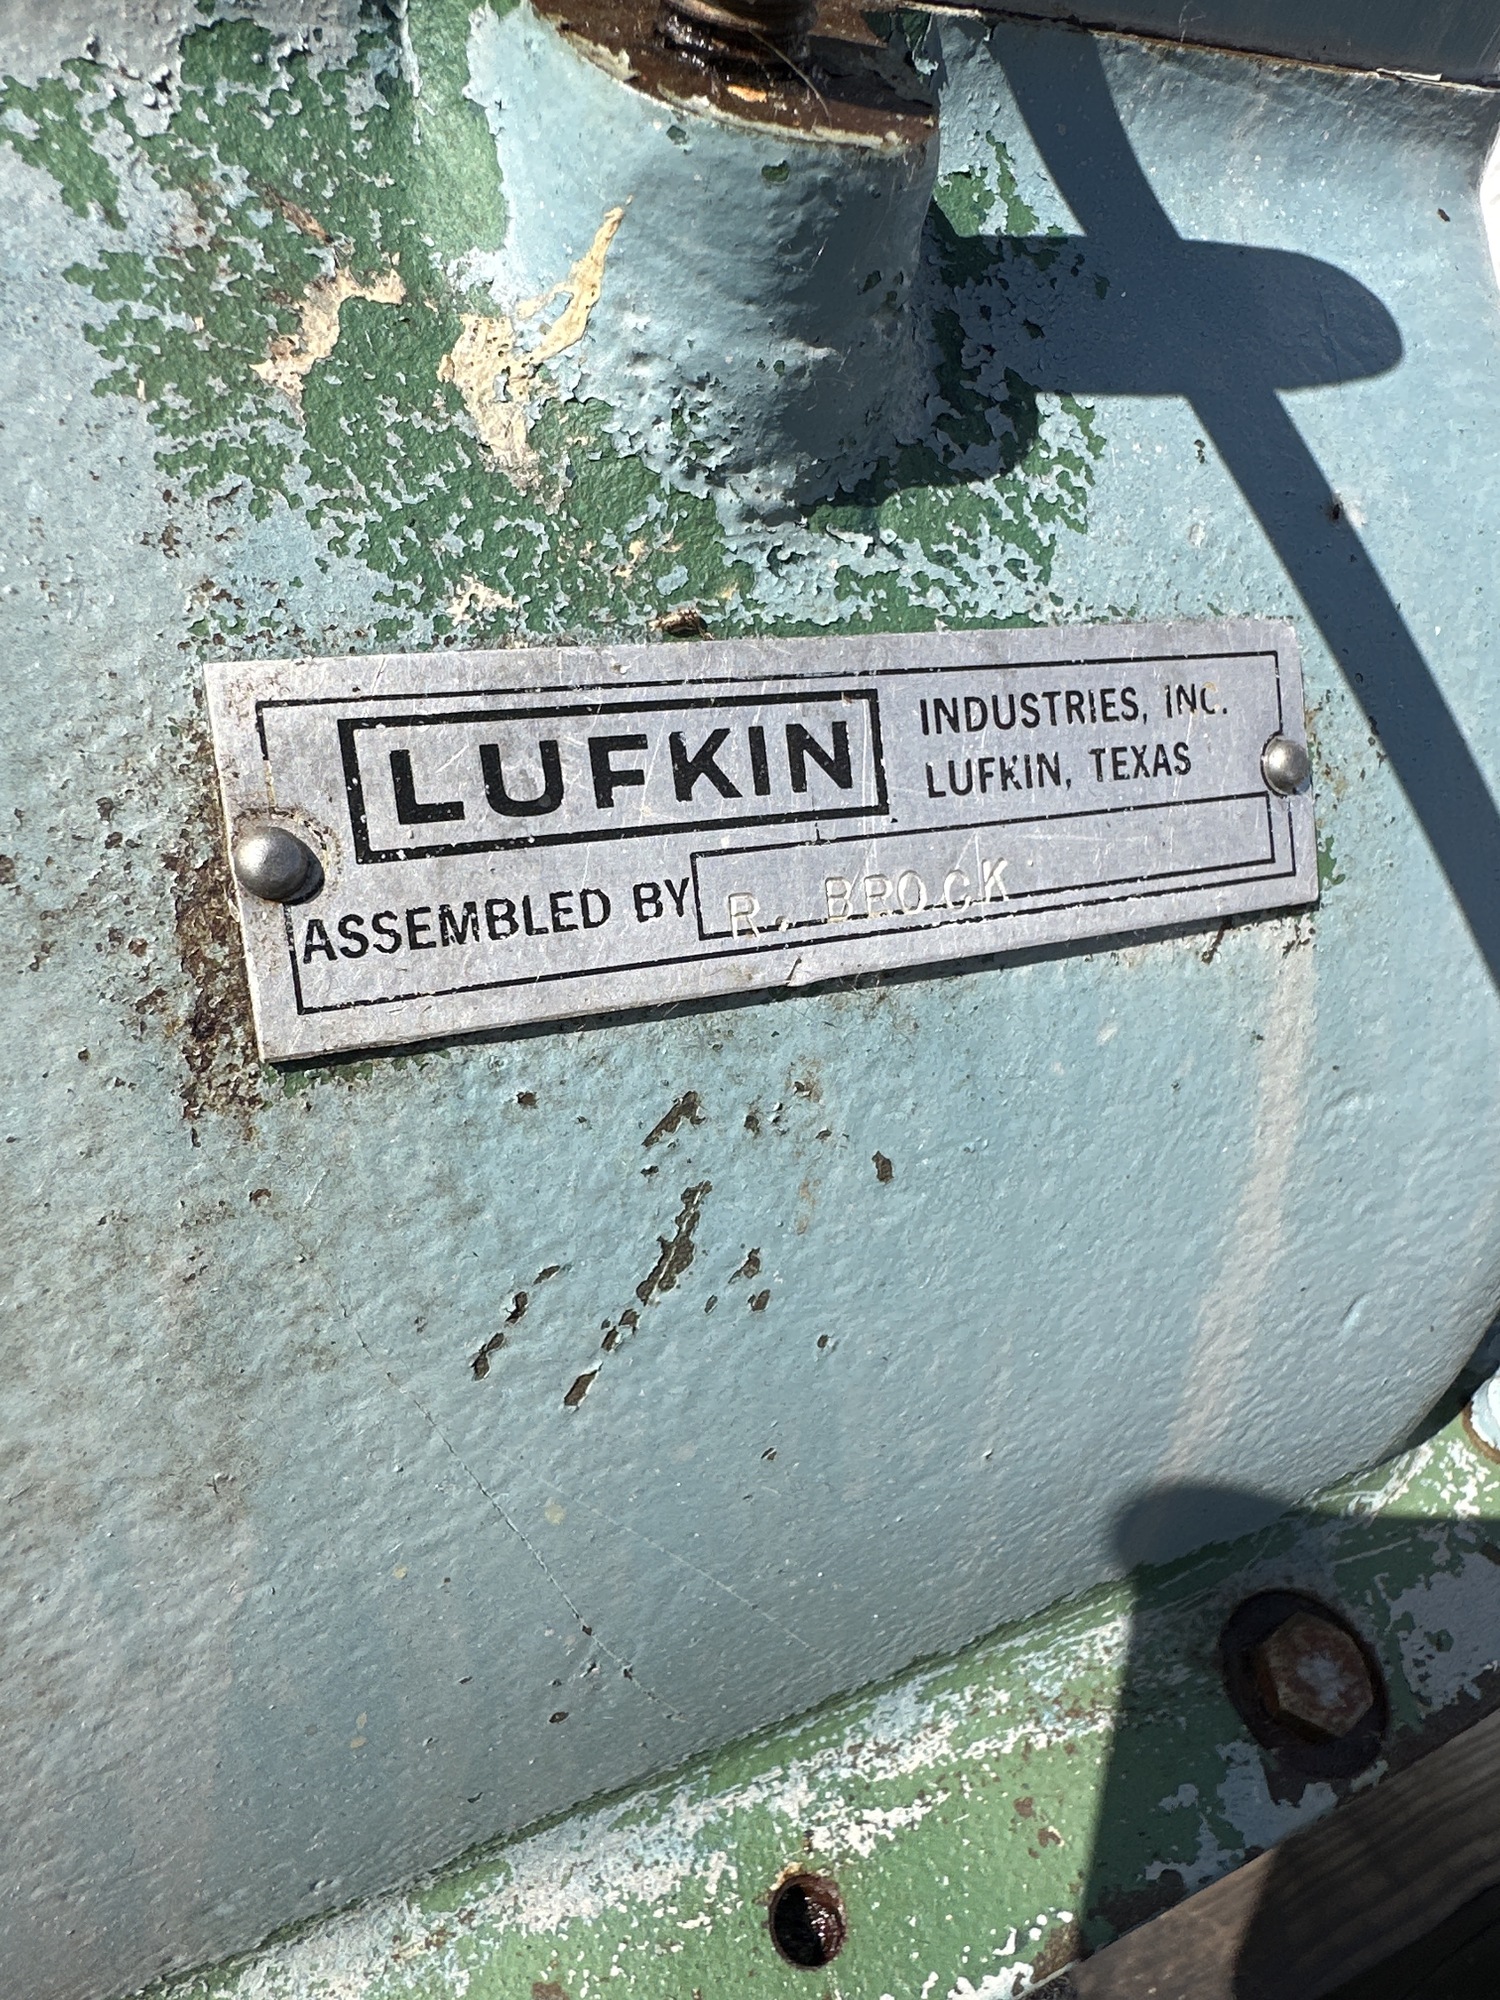 LUFKIN
INDUSTRIES, INC.
LUFKIN, TEXAS
ASSEMBLED BY R. BROCK